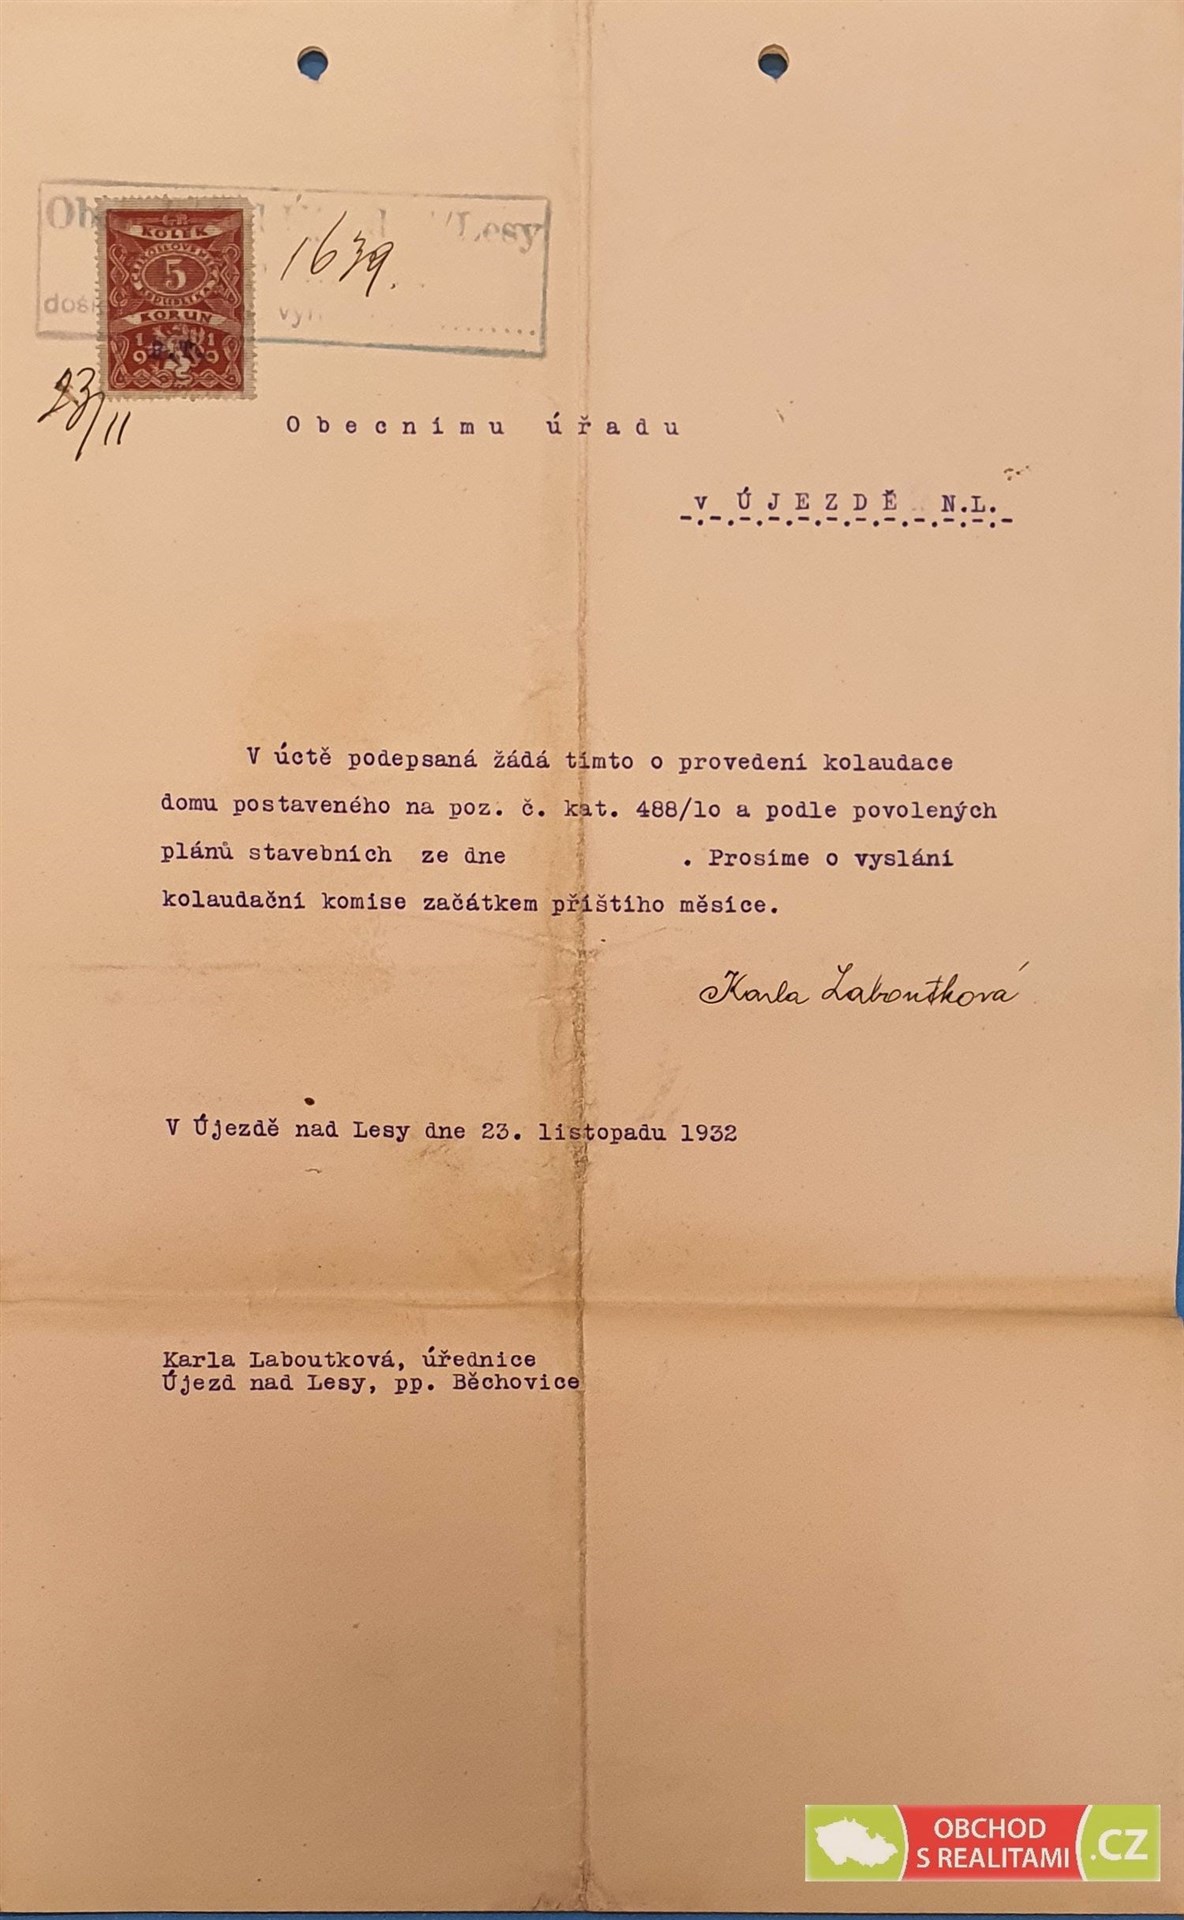 Lesy
1639.
Č.R.
KOLEK
5
KORUN
1919
23/11
Obecnímu úřadu
v ÚJEZDĚ N.L.
V úctě podepsaná žádá tímto o provedení kolaudace
domu postaveného na poz. č. kat. 488/lo a podle povolených
plánů stavebních ze dne . Prosíme o vyslání
kolaudační komise začátkem příštího měsíce.
Karla Laboutková
V Újezdě nad Lesy dne 23. listopadu 1932
Karla Laboutková, úřednice
Újezd nad Lesy, pp. Běchovice
OBCHOD
S REALITAMI
.CZ